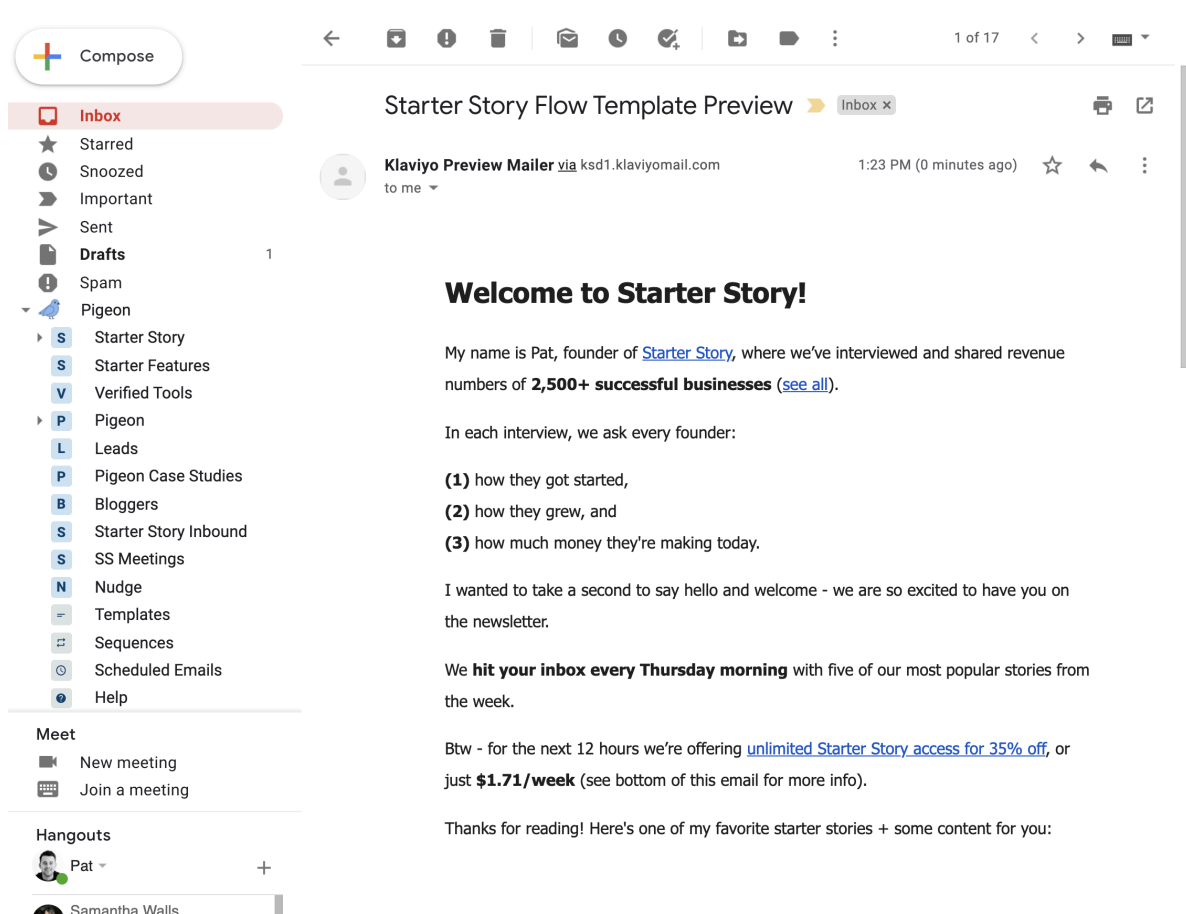 Compose
Inbox
Starred
Snoozed
Important
Sent
Drafts 1
Spam
Pigeon
S Starter Story
S Starter Features
V Verified Tools
P Pigeon
L Leads
P Pigeon Case Studies
B Bloggers
S Starter Story Inbound
S SS Meetings
N Nudge
Templates
Sequences
Scheduled Emails
? Help
Meet
New meeting
Join a meeting
Hangouts
Pat
Samantha Walls
1 of 17
Starter Story Flow Template Preview Inbox ×
Klaviyo Preview Mailer via ksd1.klaviyomail.com 1:23 PM (0 minutes ago)
to me
Welcome to Starter Story!
My name is Pat, founder of Starter Story, where we’ve interviewed and shared revenue
numbers of 2,500+ successful businesses (see all).
In each interview, we ask every founder:
(1) how they got started,
(2) how they grew, and
(3) how much money they're making today.
I wanted to take a second to say hello and welcome - we are so excited to have you on
the newsletter.
We hit your inbox every Thursday morning with five of our most popular stories from
the week.
Btw - for the next 12 hours we’re offering unlimited Starter Story access for 35% off, or
just $1.71/week (see bottom of this email for more info).
Thanks for reading! Here's one of my favorite starter stories + some content for you: